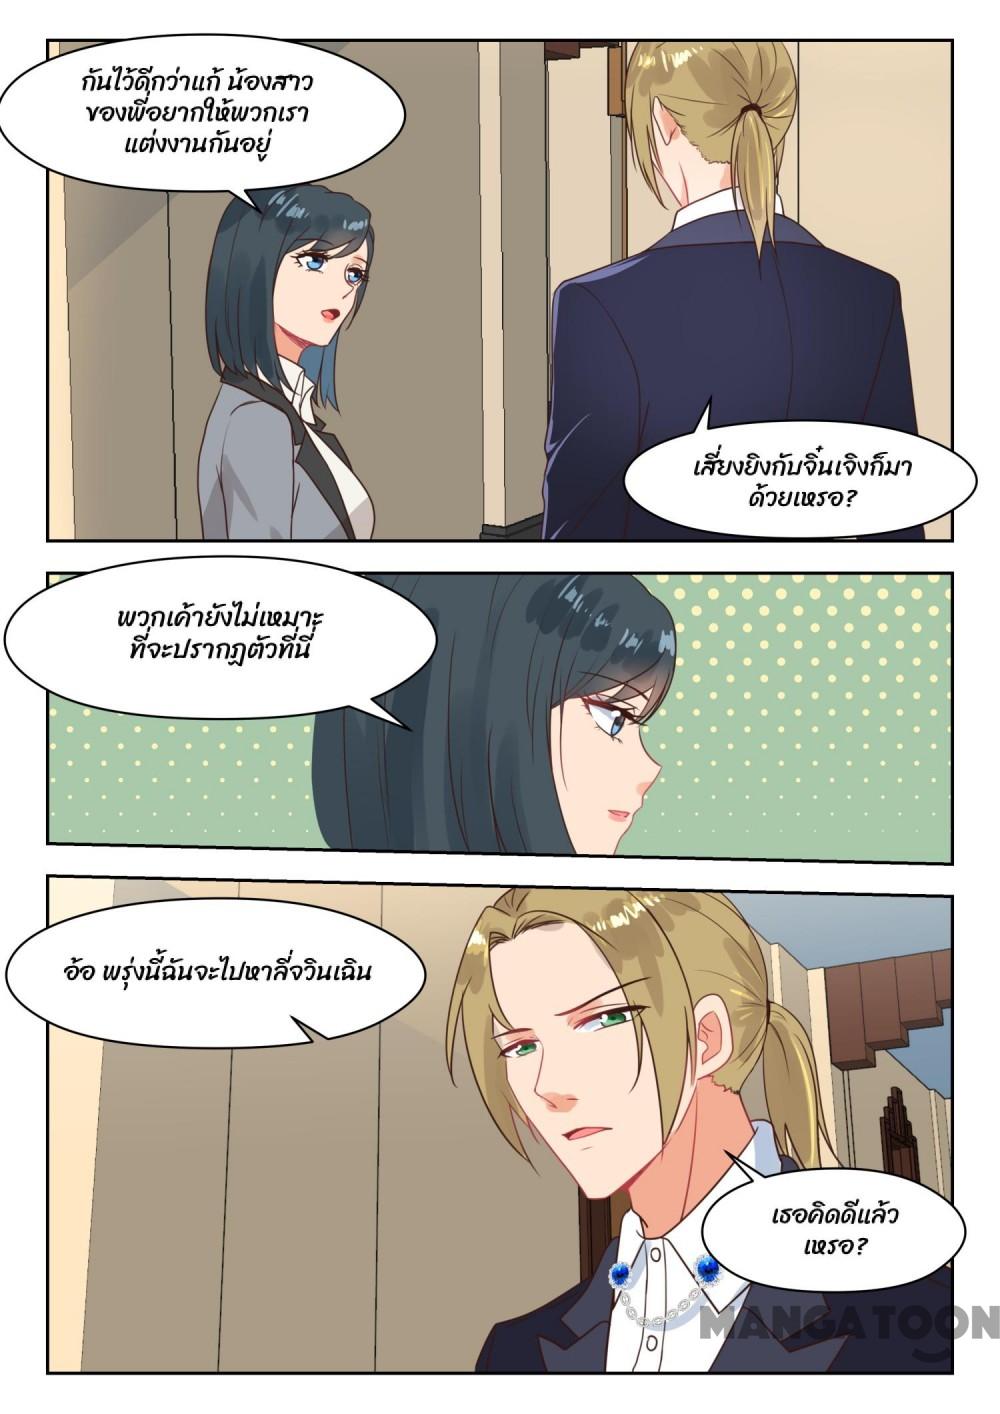 กันไว้ดีกว่าแก้ น้องสาว
ของพี่อยากให้พวกเรา
แต่งงานกันอยู่
เสี่ยงยิงกับจิ๋นเจิงก็มา
ด้วยเหรอ?
พวกเค้ายังไม่เหมาะ
ที่จะปรากฏตัวที่นี่
อ้อ พรุ่งนี้ฉันจะไปหาลี่จวินเฉิน
เธอคิดดีแล้ว
เหรอ?
MANGATOON